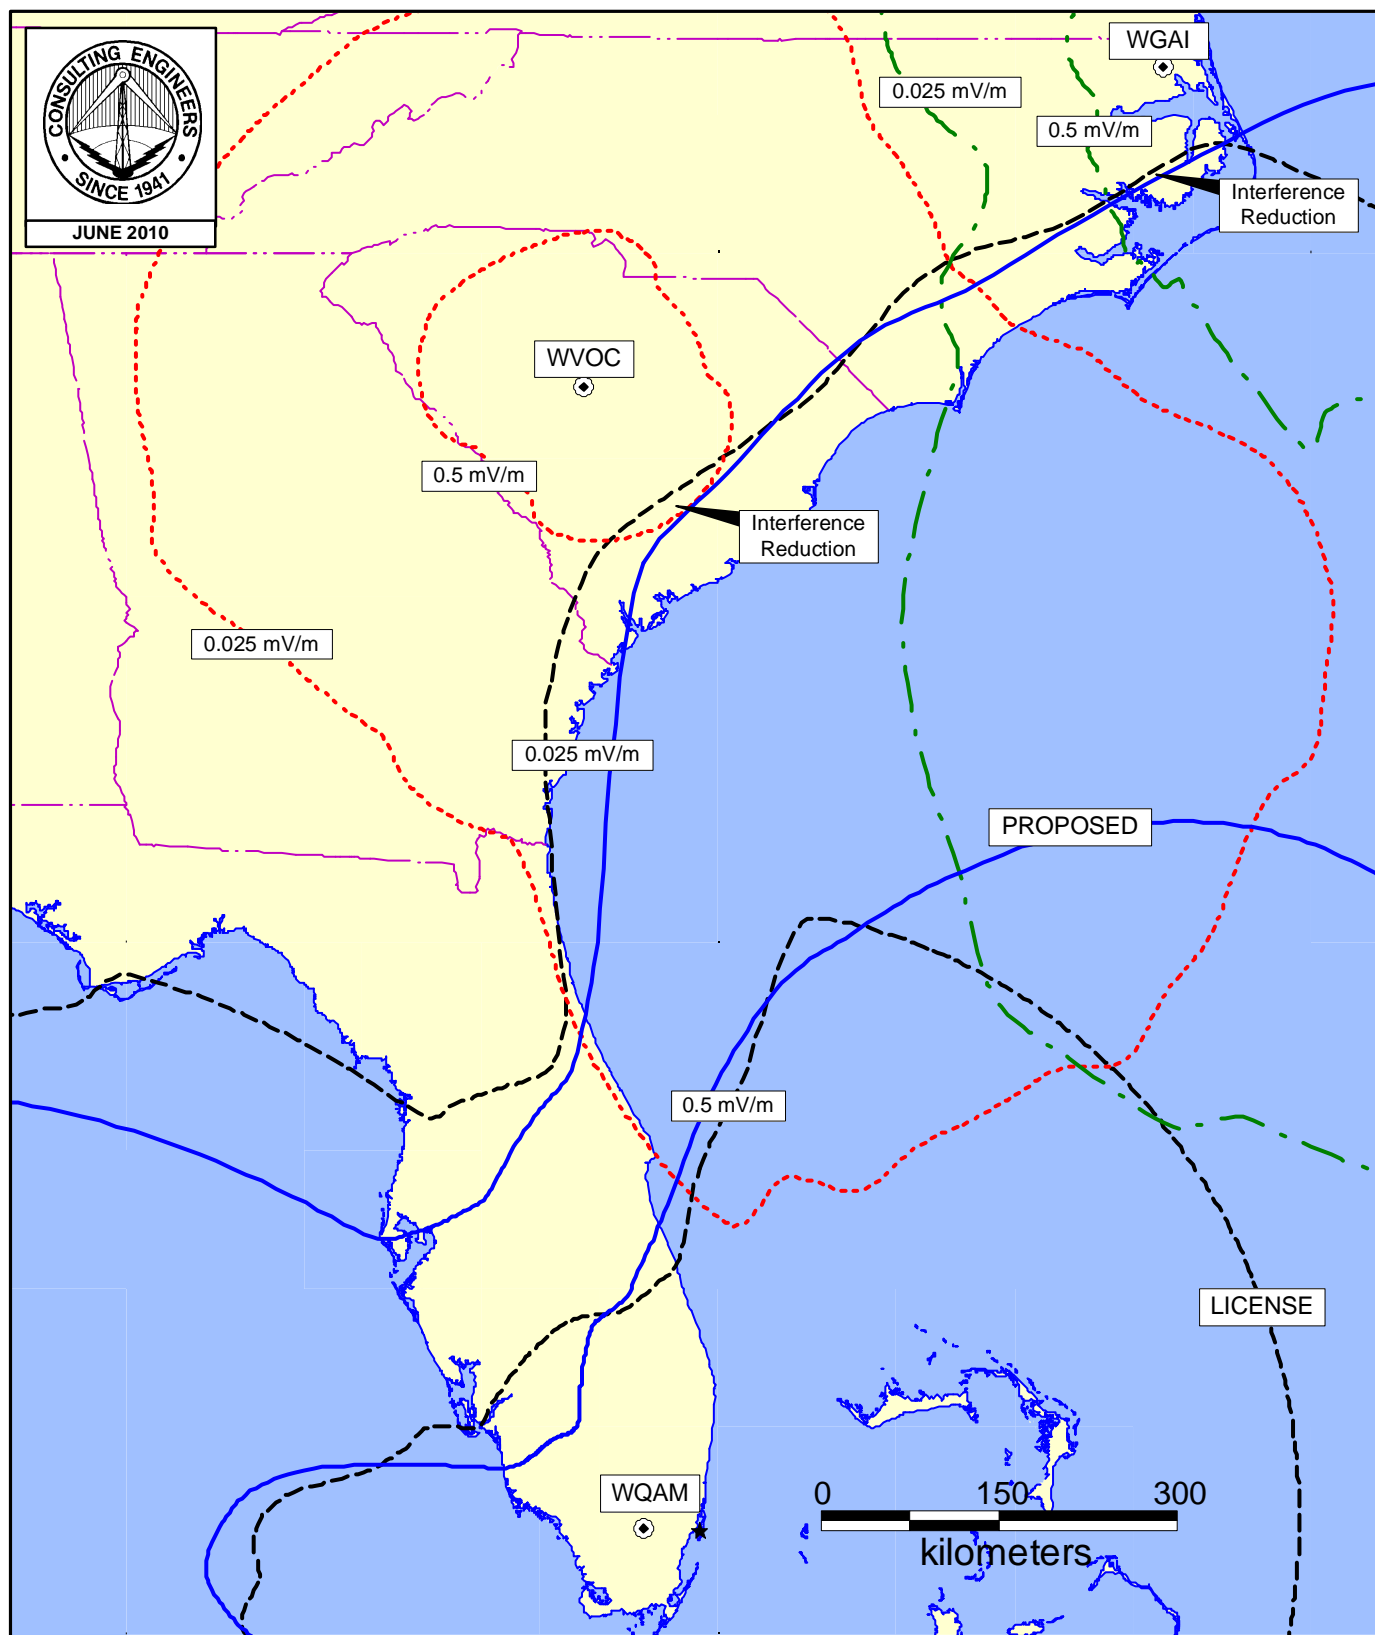 CONSULTING ENGINEERS
SINCE 1941
JUNE 2010
WGAI
0.025 mV/m
0.5 mV/m
Interference
Reduction
WVOC
0.5 mV/m
Interference
Reduction
0.025 mV/m
0.025 mV/m
PROPOSED
0.5 mV/m
LICENSE
WQAM
0 150 300
kilometers